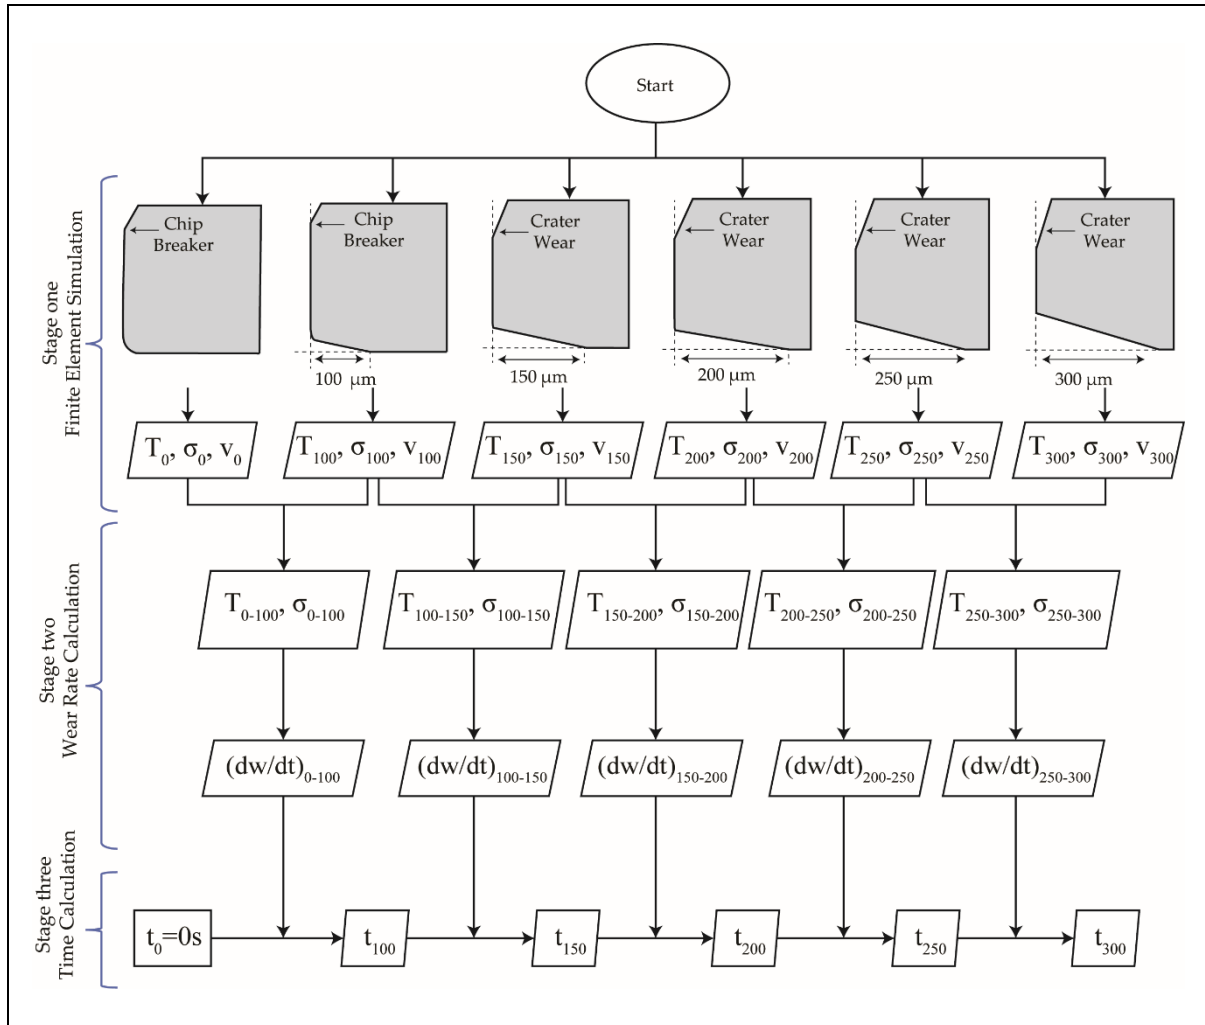 Start
Stage one
Finite Element Simulation
Chip
Breaker
Chip
Breaker
Crater
Wear
Crater
Wear
Crater
Wear
Crater
Wear
100 μm
150 μm
200 μm
250 μm
300 μm
T₀, σ₀, v₀
T₁₀₀, σ₁₀₀, v₁₀₀
T₁₅₀, σ₁₅₀, v₁₅₀
T₂₀₀, σ₂₀₀, v₂₀₀
T₂₅₀, σ₂₅₀, v₂₅₀
T₃₀₀, σ₃₀₀, v₃₀₀
Stage two
Wear Rate Calculation
T₀₋₁₀₀, σ₀₋₁₀₀
T₁₀₀₋₁₅₀, σ₁₀₀₋₁₅₀
T₁₅₀₋₂₀₀, σ₁₅₀₋₂₀₀
T₂₀₀₋₂₅₀, σ₂₀₀₋₂₅₀
T₂₅₀₋₃₀₀, σ₂₅₀₋₃₀₀
(dw/dt)₀₋₁₀₀
(dw/dt)₁₀₀₋₁₅₀
(dw/dt)₁₅₀₋₂₀₀
(dw/dt)₂₀₀₋₂₅₀
(dw/dt)₂₅₀₋₃₀₀
Stage three
Time Calculation
t₀=0s
t₁₀₀
t₁₅₀
t₂₀₀
t₂₅₀
t₃₀₀